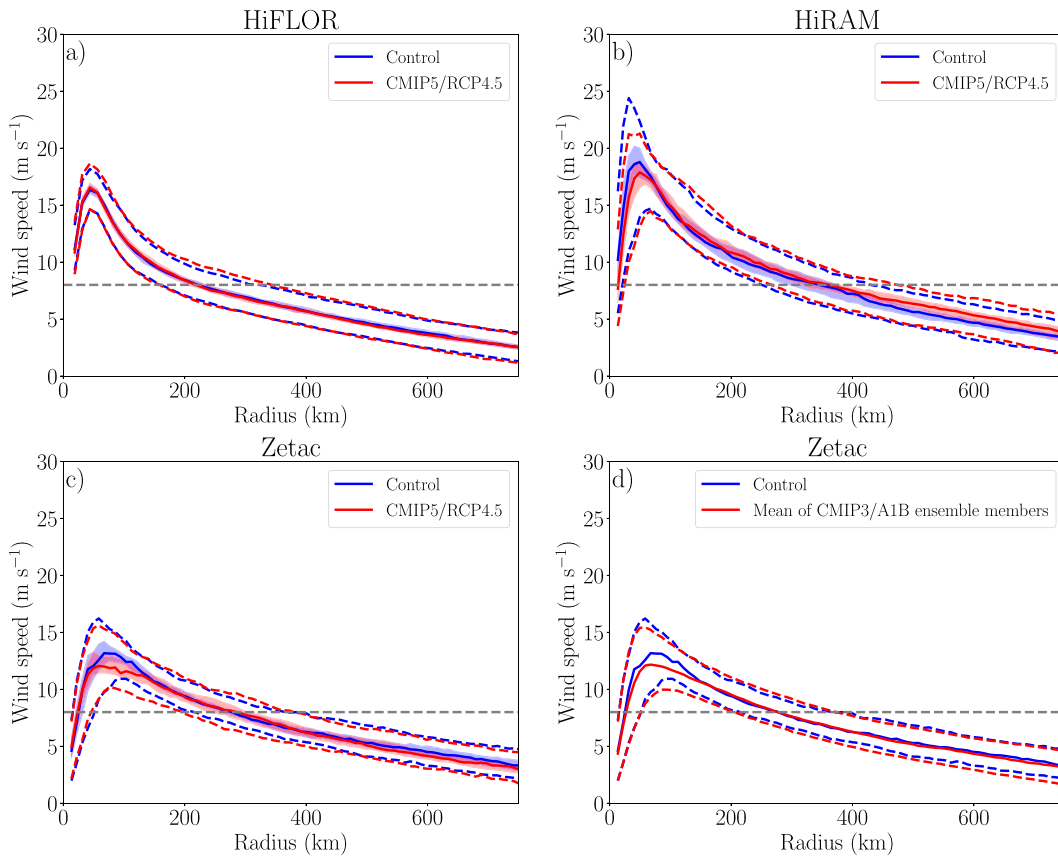 HiFLOR
a)
Control
CMIP5/RCP4.5
Wind speed (m s⁻¹)
30
25
20
15
10
5
0
0 200 400 600
Radius (km)
HiRAM
b)
Control
CMIP5/RCP4.5
Wind speed (m s⁻¹)
30
25
20
15
10
5
0
0 200 400 600
Radius (km)
Zetac
c)
Control
CMIP5/RCP4.5
Wind speed (m s⁻¹)
30
25
20
15
10
5
0
0 200 400 600
Radius (km)
Zetac
d)
Control
Mean of CMIP3/A1B ensemble members
Wind speed (m s⁻¹)
30
25
20
15
10
5
0
0 200 400 600
Radius (km)